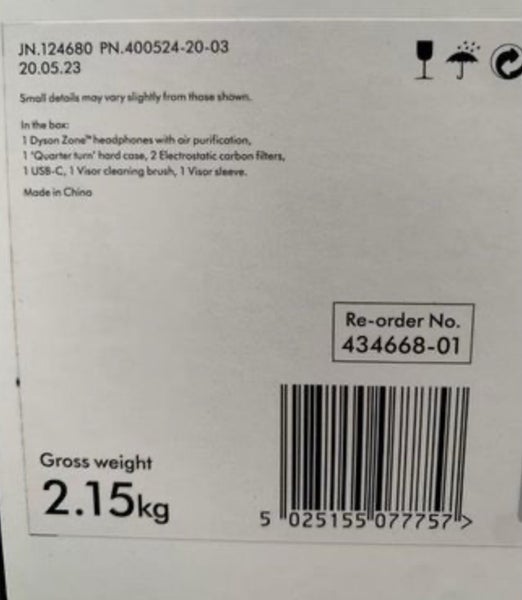 JN.124680 PN.400524-20-03
20.05.23
Small details may vary slightly from those shown.
In the box:
1 Dyson Zone™ headphones with air purification,
1 'Quarter turn' hard case, 2 Electrostatic carbon filters,
1 USB-C, 1 Visor cleaning brush, 1 Visor sleeve.
Made in China
Re-order No.
434668-01
Gross weight
2.15kg
5 025155 077757 >